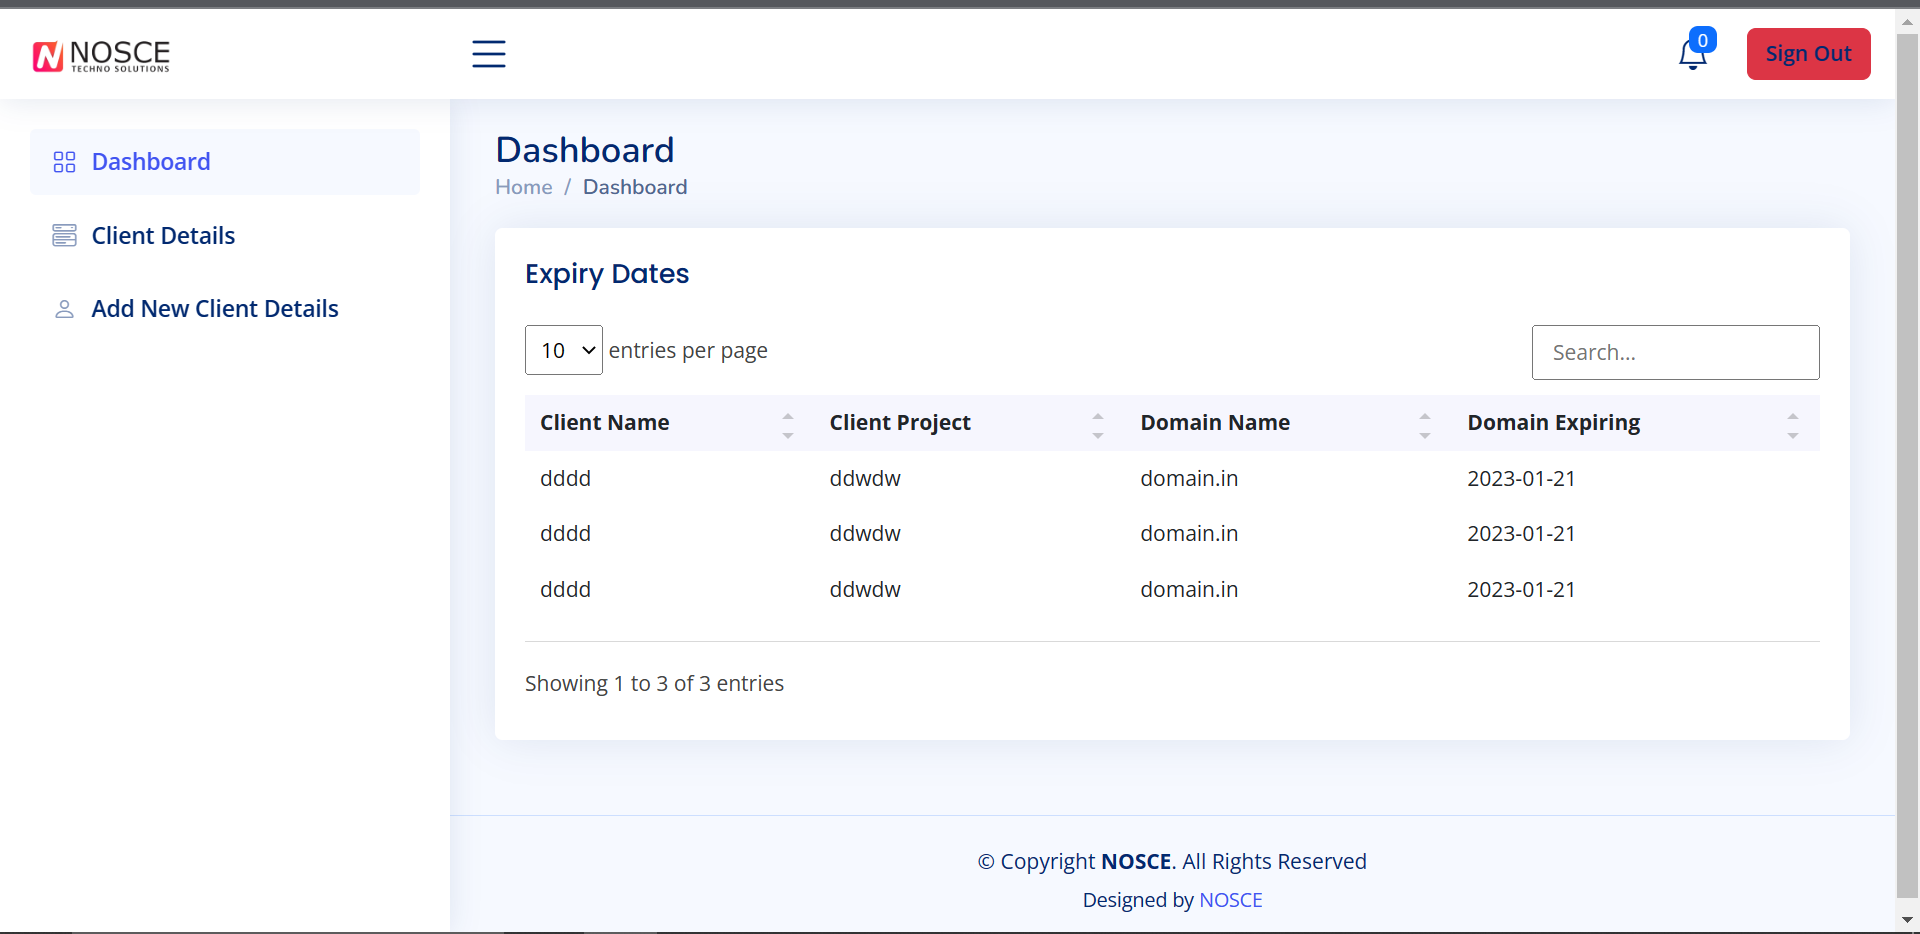 NOSCE
TECHNO SOLUTIONS
0
Sign Out
Dashboard
Client Details
Add New Client Details
Dashboard
Home / Dashboard
Expiry Dates
10 entries per page
Search...
Client Name Client Project Domain Name Domain Expiring
dddd ddwdw domain.in 2023-01-21
dddd ddwdw domain.in 2023-01-21
dddd ddwdw domain.in 2023-01-21
Showing 1 to 3 of 3 entries
© Copyright NOSCE. All Rights Reserved
Designed by NOSCE